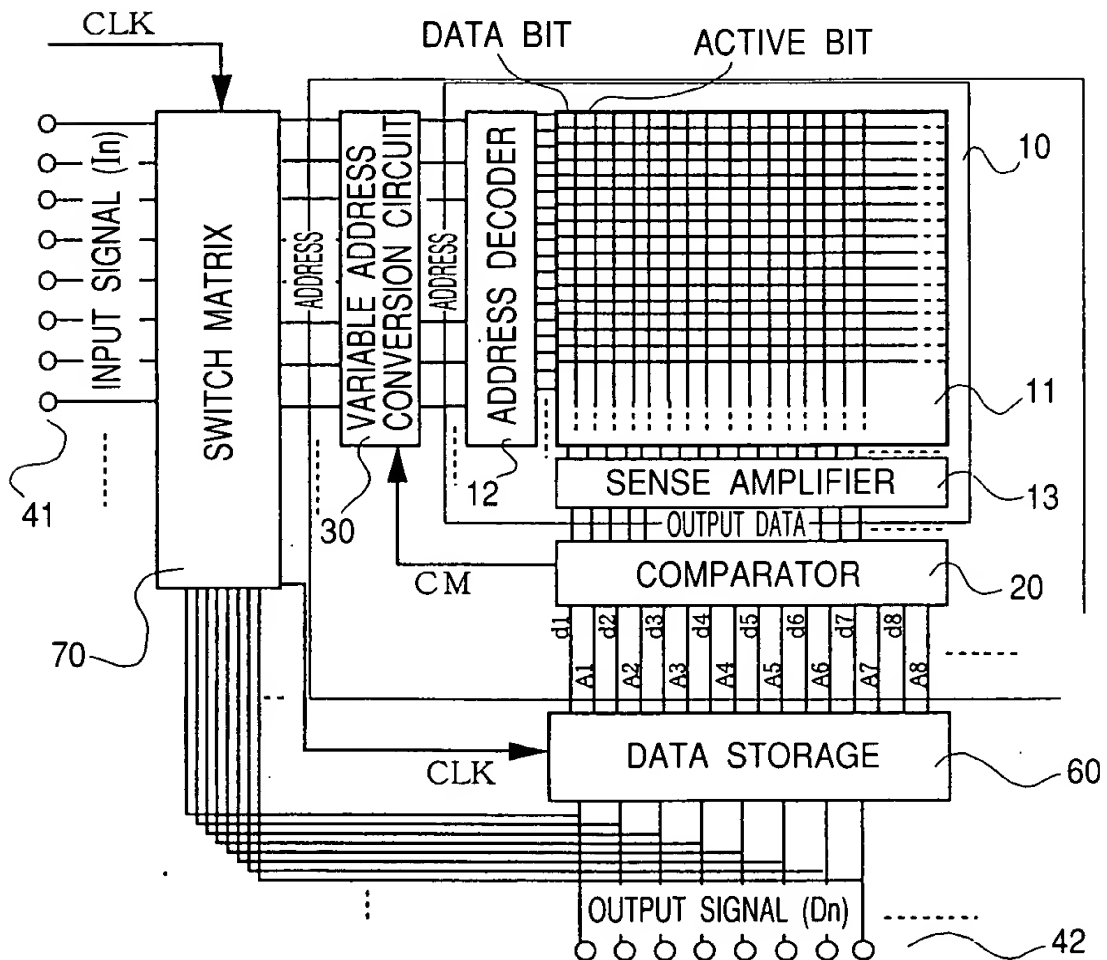 CLK
DATA BIT
ACTIVE BIT
10
INPUT SIGNAL (In)
SWITCH MATRIX
ADDRESS
VARIABLE ADDRESS
CONVERSION CIRCUIT
ADDRESS
ADDRESS DECODER
11
41
30
12
SENSE AMPLIFIER
13
OUTPUT DATA
CM
COMPARATOR
20
70
d1 d2 d3 d4 d5 d6 d7 d8
A1 A2 A3 A4 A5 A6 A7 A8
CLK
DATA STORAGE
60
OUTPUT SIGNAL (Dn)
42